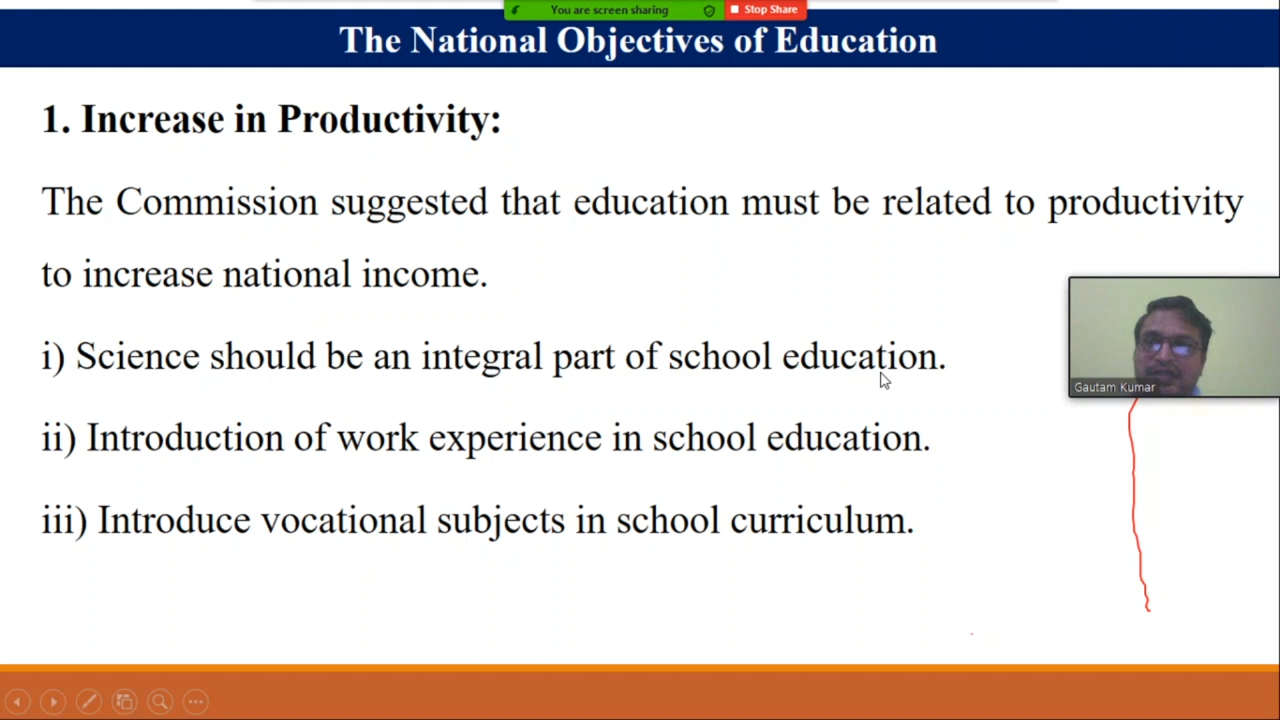 You are screen sharing
Stop Share
The National Objectives of Education
1. Increase in Productivity:
The Commission suggested that education must be related to productivity
to increase national income.
i) Science should be an integral part of school education.
ii) Introduction of work experience in school education.
iii) Introduce vocational subjects in school curriculum.
Gautam Kumar